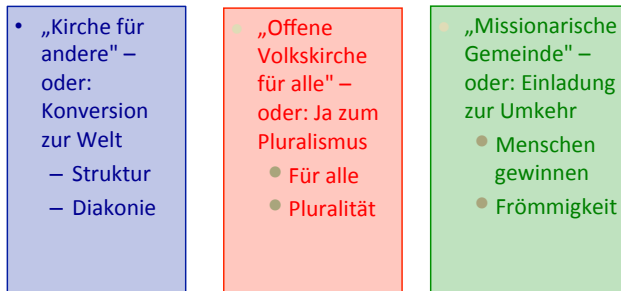 • „Kirche für
andere" –
oder:
Konversion
zur Welt
– Struktur
– Diakonie
• „Offene
Volkskirche
für alle" –
oder: Ja zum
Pluralismus
• Für alle
• Pluralität
• „Missionarische
Gemeinde" –
oder: Einladung
zur Umkehr
• Menschen
gewinnen
• Frömmigkeit